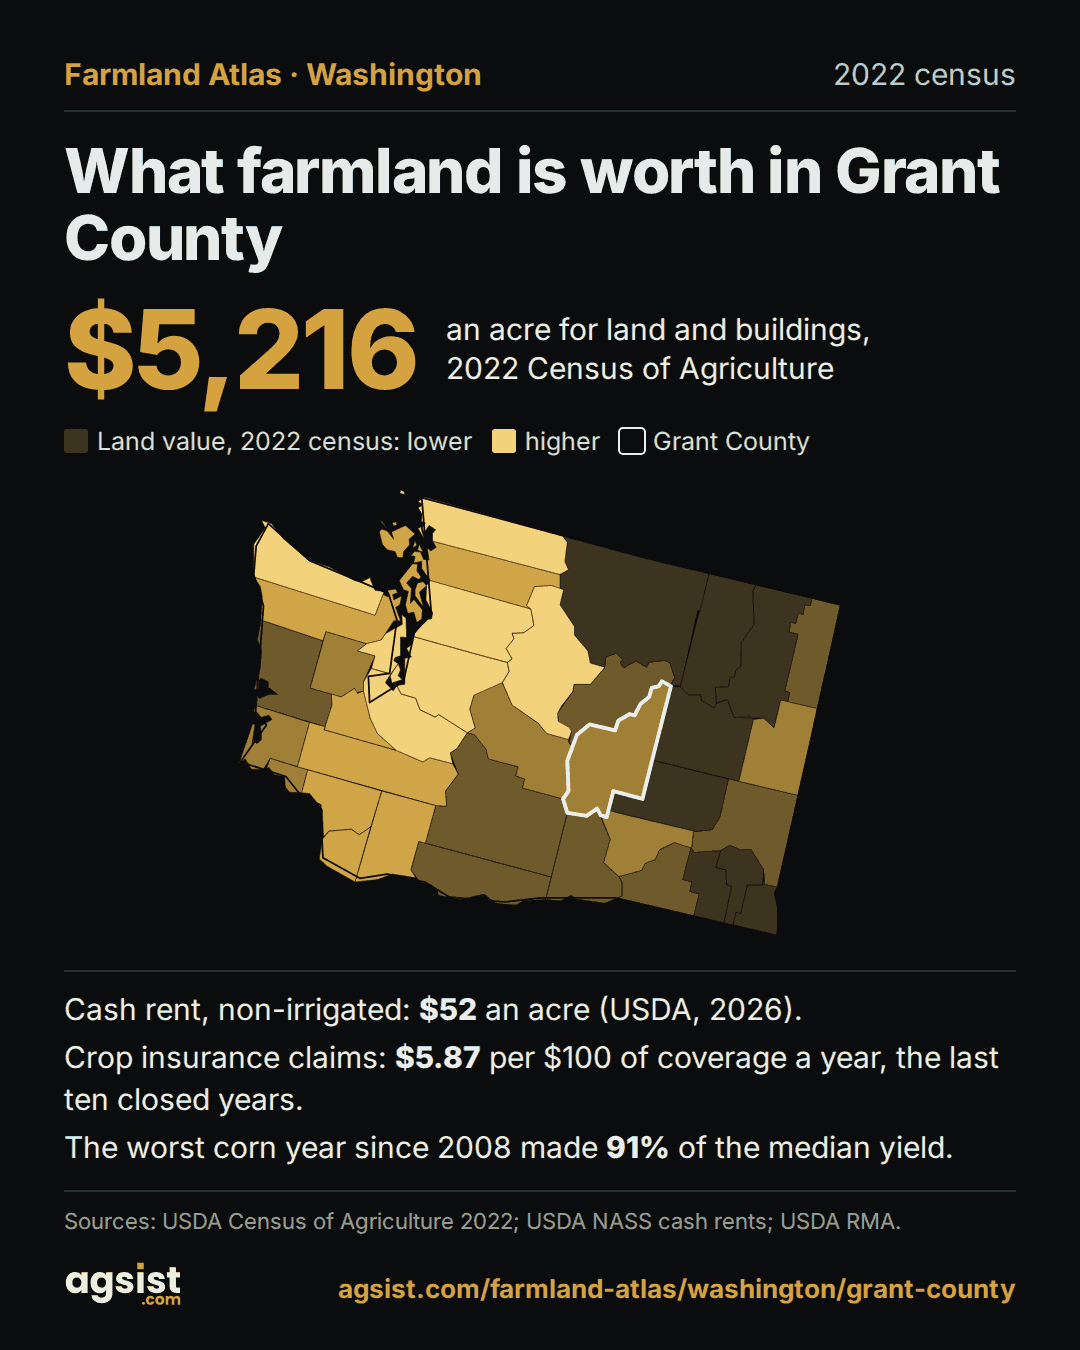 Farmland Atlas · Washington
2022 census
What farmland is worth in Grant
County
$5,216
an acre for land and buildings,
2022 Census of Agriculture
Land value, 2022 census: lower
higher
Grant County
Cash rent, non-irrigated: $52 an acre (USDA, 2026).
Crop insurance claims: $5.87 per $100 of coverage a year, the last
ten closed years.
The worst corn year since 2008 made 91% of the median yield.
Sources: USDA Census of Agriculture 2022; USDA NASS cash rents; USDA RMA.
agsist
.com
agsist.com/farmland-atlas/washington/grant-county